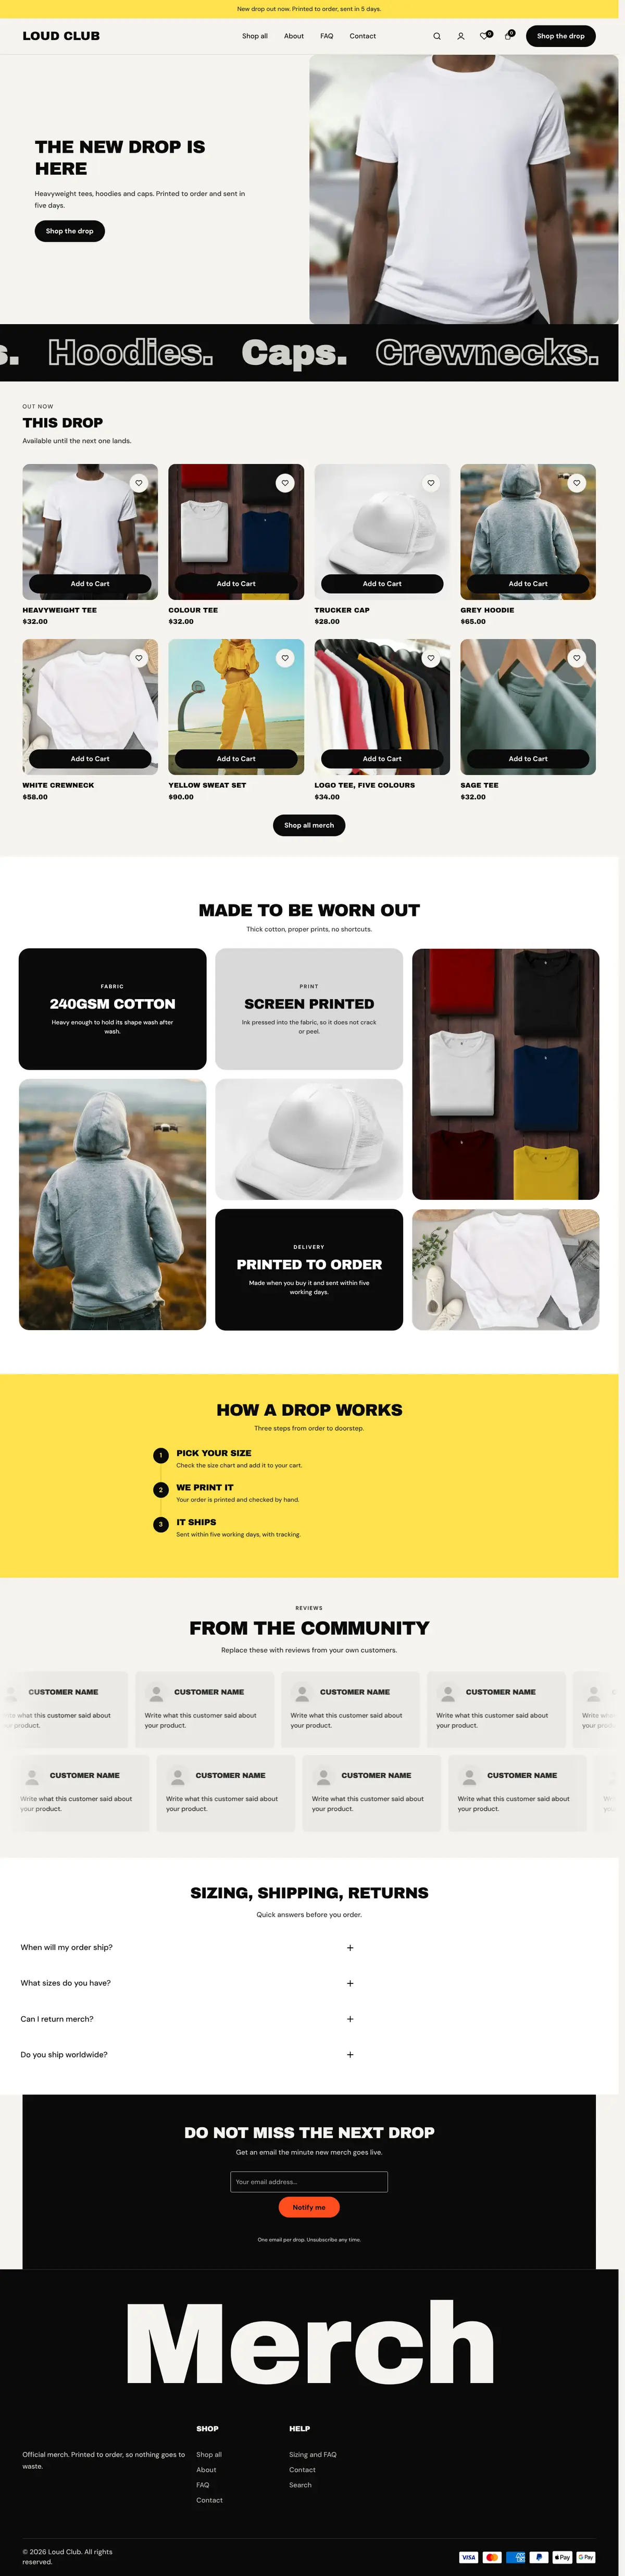 New drop out now. Printed to order, sent in 5 days.
LOUD CLUB
Shop all
About
FAQ
Contact
0
0
Shop the drop
THE NEW DROP IS
HERE
Heavyweight tees, hoodies and caps. Printed to order and sent in
five days.
Shop the drop
s. Hoodies. Caps. Crewnecks.
OUT NOW
THIS DROP
Available until the next one lands.
Add to Cart
Add to Cart
Add to Cart
Add to Cart
HEAVYWEIGHT TEE
$32.00
COLOUR TEE
$32.00
TRUCKER CAP
$28.00
GREY HOODIE
$65.00
Add to Cart
Add to Cart
Add to Cart
Add to Cart
WHITE CREWNECK
$58.00
YELLOW SWEAT SET
$90.00
LOGO TEE, FIVE COLOURS
$34.00
SAGE TEE
$32.00
Shop all merch
MADE TO BE WORN OUT
Thick cotton, proper prints, no shortcuts.
FABRIC
240GSM COTTON
Heavy enough to hold its shape wash after
wash.
PRINT
SCREEN PRINTED
Ink pressed into the fabric, so it does not crack
or peel.
DELIVERY
PRINTED TO ORDER
Made when you buy it and sent within five
working days.
HOW A DROP WORKS
Three steps from order to doorstep.
1
PICK YOUR SIZE
Check the size chart and add it to your cart.
2
WE PRINT IT
Your order is printed and checked by hand.
3
IT SHIPS
Sent within five working days, with tracking.
REVIEWS
FROM THE COMMUNITY
Replace these with reviews from your own customers.
CUSTOMER NAME
Write what this customer said about
your product.
CUSTOMER NAME
Write what this customer said about
your product.
CUSTOMER NAME
Write what this customer said about
your product.
CUSTOMER NAME
Write what this customer said about
your product.
CUSTOMER NAME
Write what this customer said about
your product.
CUSTOMER NAME
Write what this customer said about
your product.
CUSTOMER NAME
Write what this customer said about
your product.
CUSTOMER NAME
Write what this customer said about
your product.
SIZING, SHIPPING, RETURNS
Quick answers before you order.
When will my order ship?
What sizes do you have?
Can I return merch?
Do you ship worldwide?
DO NOT MISS THE NEXT DROP
Get an email the minute new merch goes live.
Your email address...
Notify me
One email per drop. Unsubscribe any time.
Merch
Official merch. Printed to order, so nothing goes to
waste.
SHOP
Shop all
About
FAQ
Contact
HELP
Sizing and FAQ
Contact
Search
© 2026 Loud Club. All rights
reserved.
VISA
Pay
G Pay